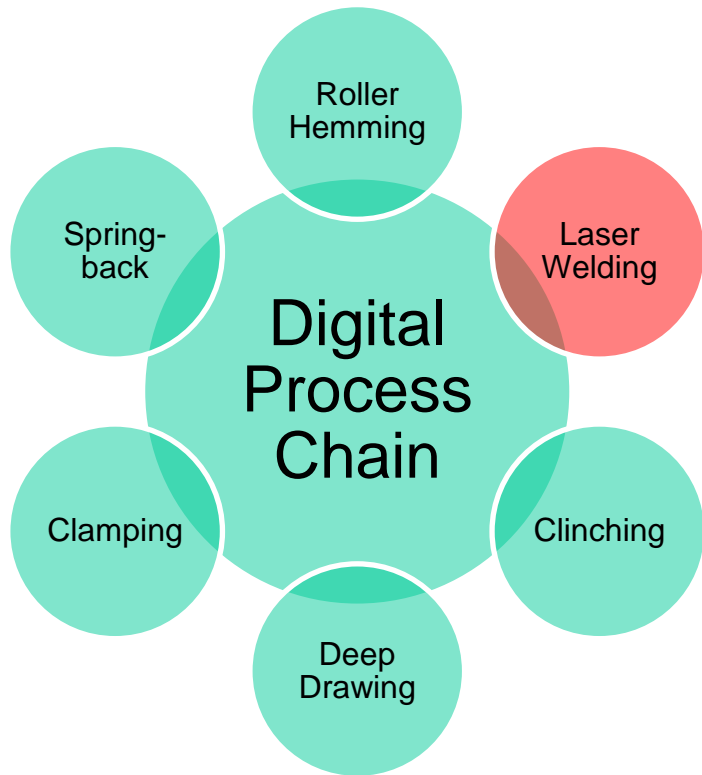 Roller
Hemming
Spring-
back
Laser
Welding
Digital
Process
Chain
Clamping
Clinching
Deep
Drawing